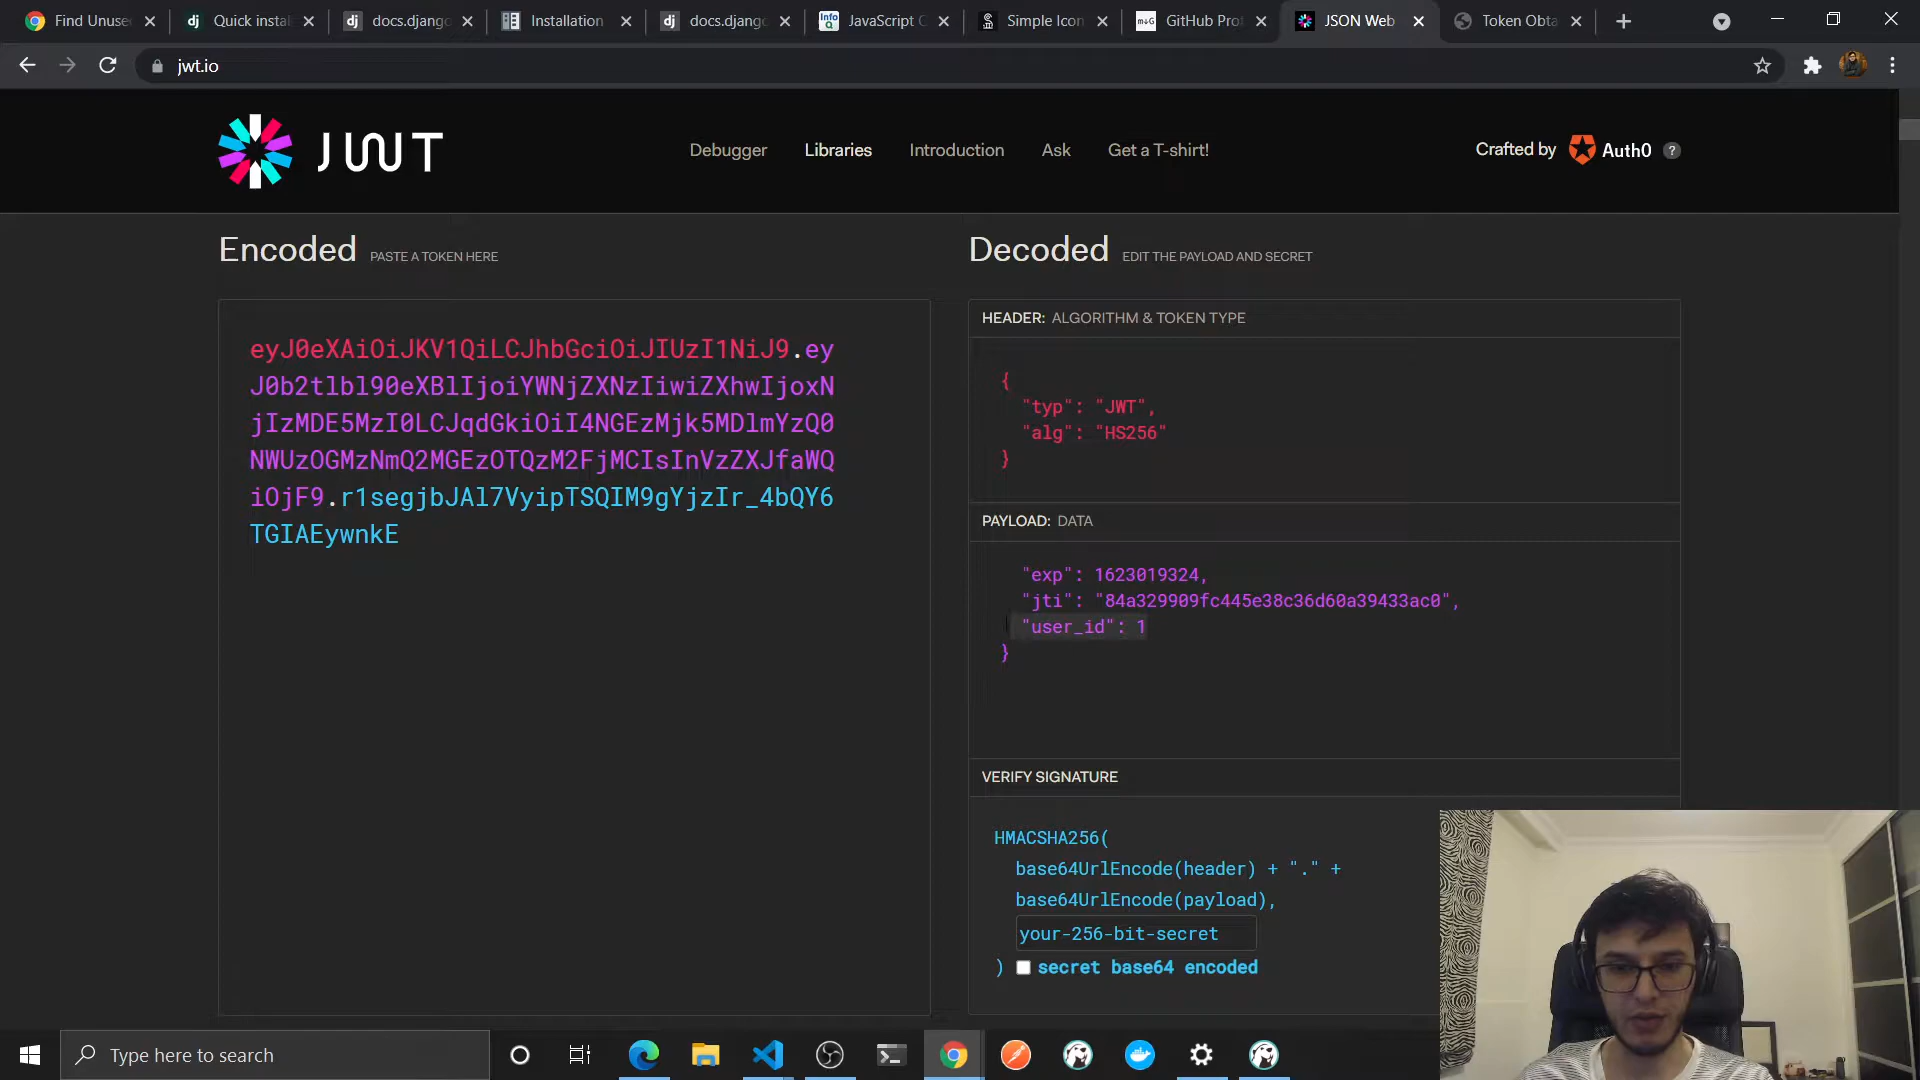 Find Unuse
Quick instal
docs.djang
Installation
docs.djang
JavaScript C
Simple Icon
GitHub Prof
JSON Web
Token Obta
jwt.io
JWT
Debugger
Libraries
Introduction
Ask
Get a T-shirt!
Crafted by
Auth0
?
Encoded PASTE A TOKEN HERE
Decoded EDIT THE PAYLOAD AND SECRET
eyJ0eXAiOiJKV1QiLCJhbGciOiJIUzI1NiJ9.ey
J0b2tlbl90eXBlIjoiYWNjZXNzIiwiZXhwIjoxN
jIzMDE5MzI0LCJqdGkiOiI4NGEzMjk5MDlmYzQ0
NWUzOGMzNmQ2MGEzOTQzM2FjMCIsInVzZXJfaWQ
iOjF9.r1segjbJAl7VyipTSQIM9gYjzIr_4bQY6
TGIAEywnkE
HEADER: ALGORITHM & TOKEN TYPE
{
"typ": "JWT",
"alg": "HS256"
}
PAYLOAD: DATA
"exp": 1623019324,
"jti": "84a329909fc445e38c36d60a39433ac0",
"user_id": 1
}
VERIFY SIGNATURE
HMACSHA256(
base64UrlEncode(header) + "." +
base64UrlEncode(payload),
your-256-bit-secret
) secret base64 encoded
Type here to search